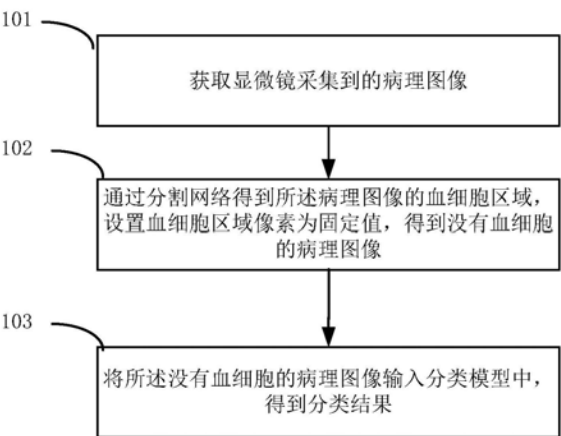 101
获取显微镜采集到的病理图像
102
通过分割网络得到所述病理图像的血细胞区域，
设置血细胞区域像素为固定值，得到没有血细胞
的病理图像
103
将所述没有血细胞的病理图像输入分类模型中，
得到分类结果